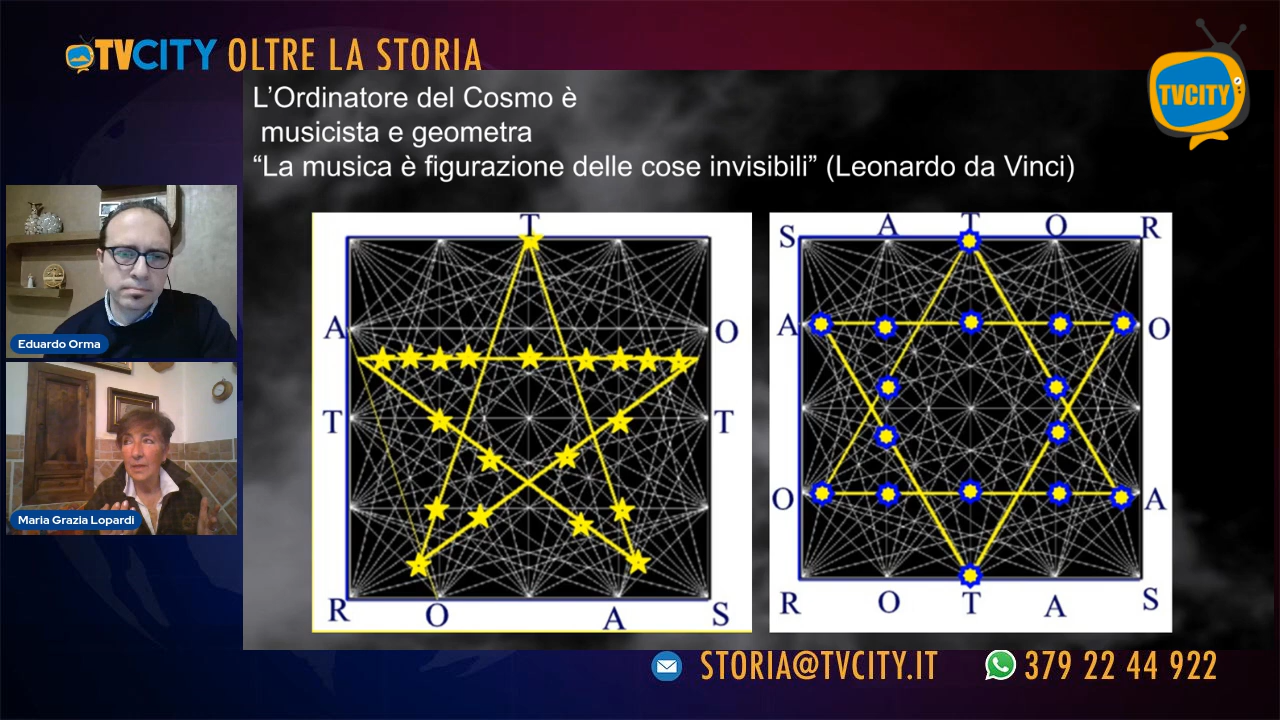 TVCITY OLTRE LA STORIA
TVCITY
L'Ordinatore del Cosmo è
musicista e geometra
“La musica è figurazione delle cose invisibili” (Leonardo da Vinci)
Eduardo Orma
Maria Grazia Lopardi
T
A O
T T
R O A S
S A T O R
A O
O A
R O T A S
STORIA@TVCITY.IT 379 22 44 922